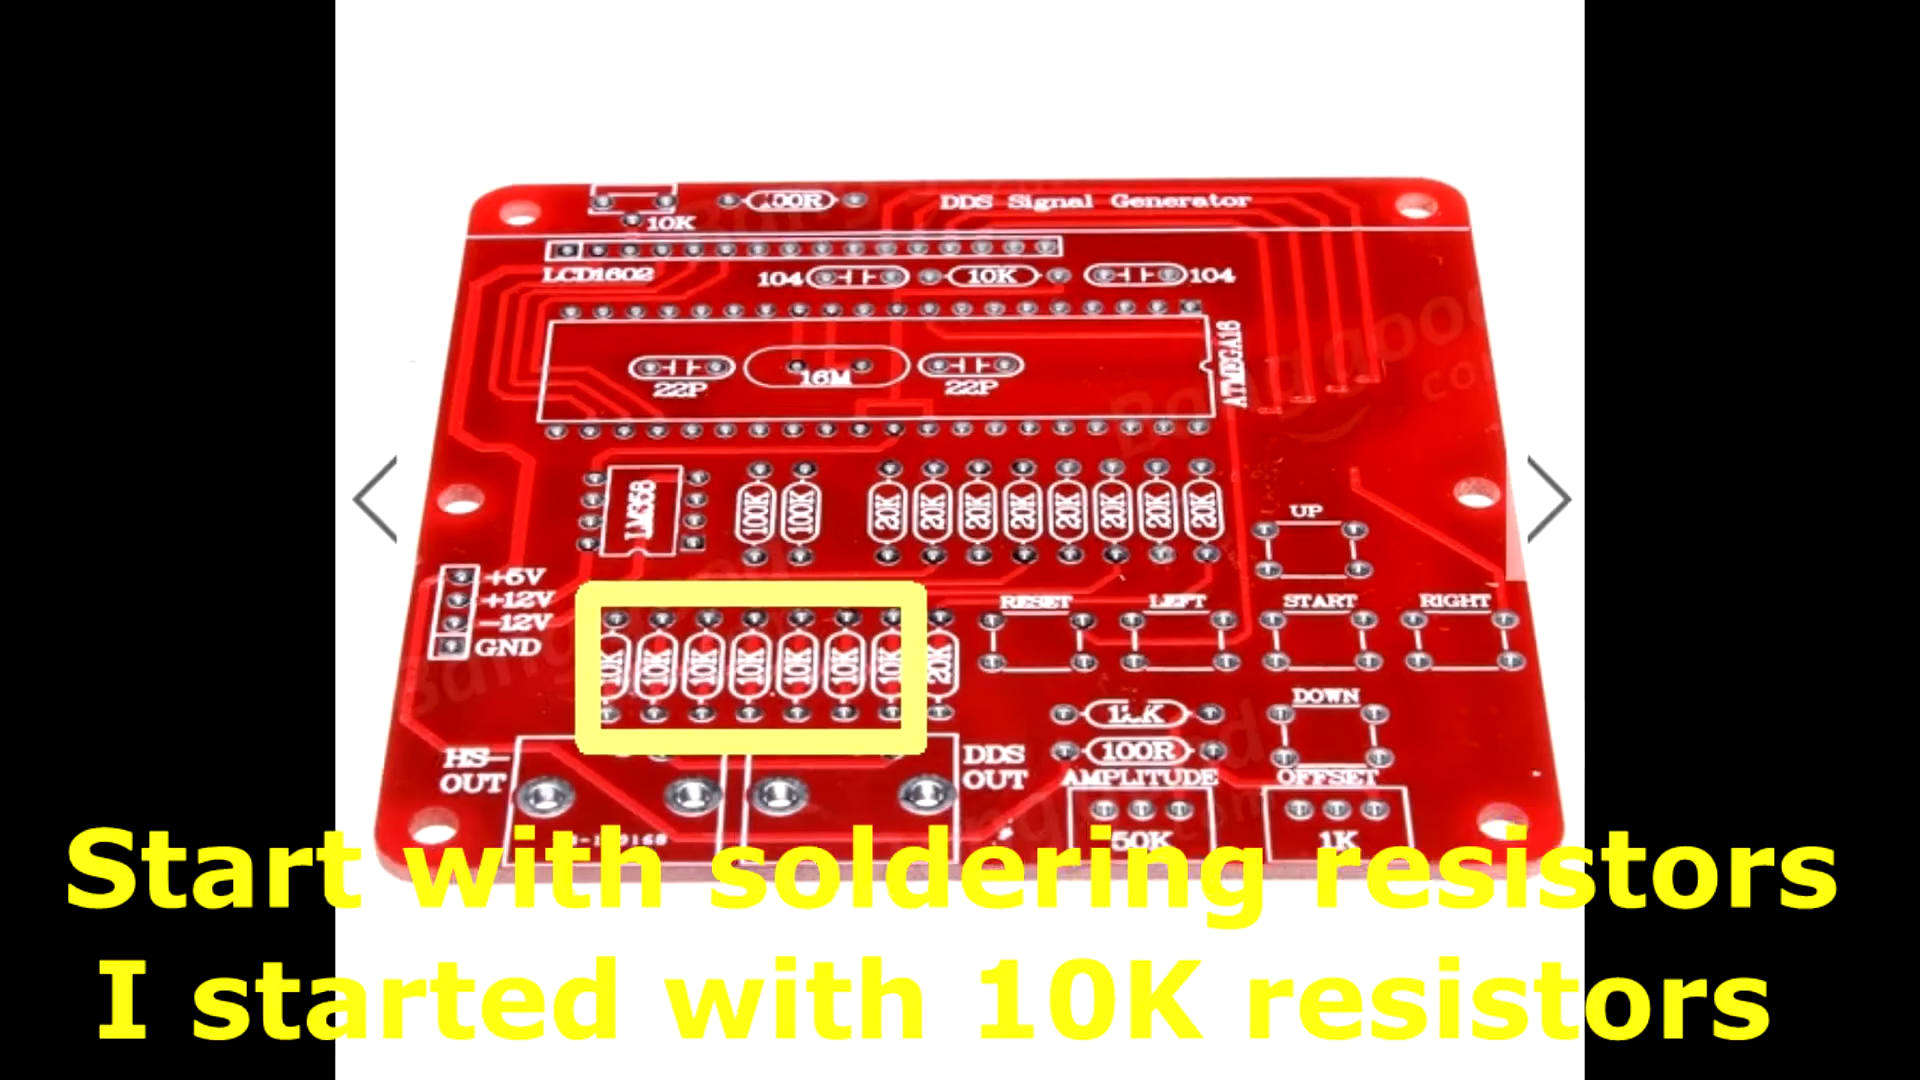 100R
DDS Signal Generator
10K
LCD1602
104
10K
104
ATMEGA16
22P
16M
22P
LM358
100K
100K
20K
20K
20K
20K
20K
20K
20K
20K
UP
+5V
+12V
-12V
GND
RESET
LEFT
START
RIGHT
10K
10K
10K
10K
10K
10K
10K
20K
DOWN
HS-
OUT
DDS
OUT
100R
AMPLITUDE
OFFSET
50K
1K
Banggood
.com
Start with soldering resistors
I started with 10K resistors